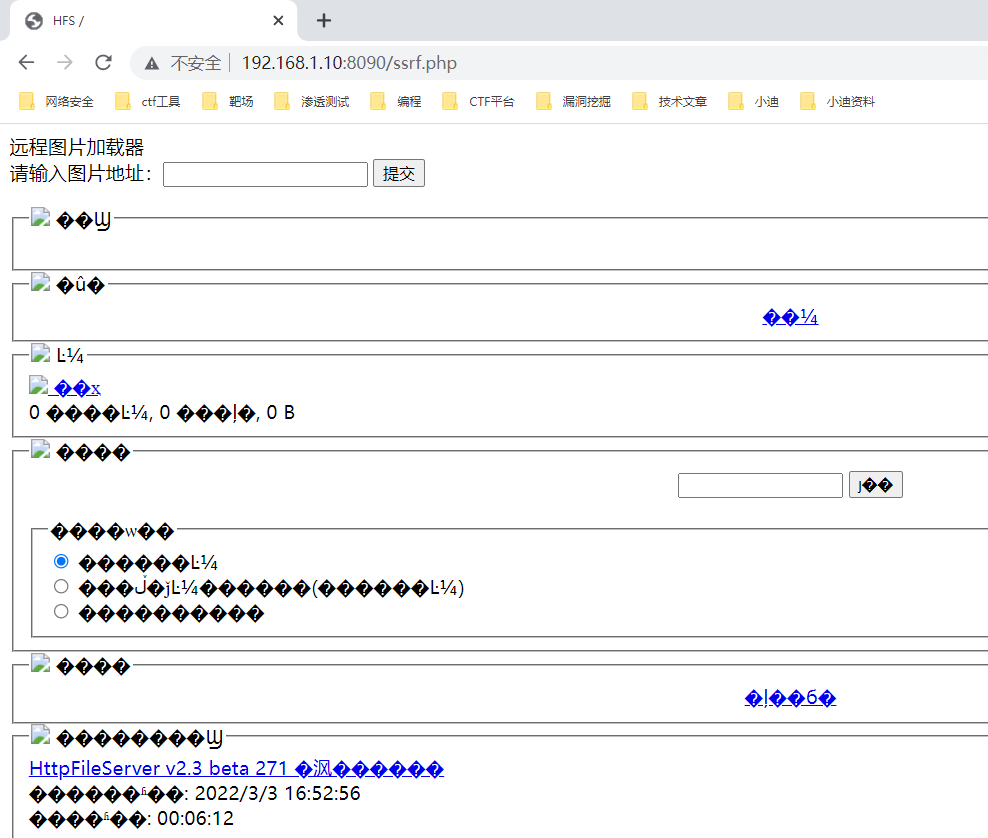 HFS /
不安全 192.168.1.10:8090/ssrf.php
网络安全 ctf工具 靶场 渗透测试 编程 CTF平台 漏洞挖掘 技术文章 小迪 小迪资料
远程图片加载器
请输入图片地址： 提交
��Ϣ
�û�
��¼
Ŀ¼
��ҳ
0 ����Ŀ¼, 0 ���ļ�, 0 B
����
ɸ��
����ѡ��
������Ŀ¼
���ڵ�ǰĿ¼������(������Ŀ¼)
����������
����
�ļ��б�
��������Ϣ
HttpFileServer v2.3 beta 271 �沨������
������ʱ��: 2022/3/3 16:52:56
����ʱ��: 00:06:12